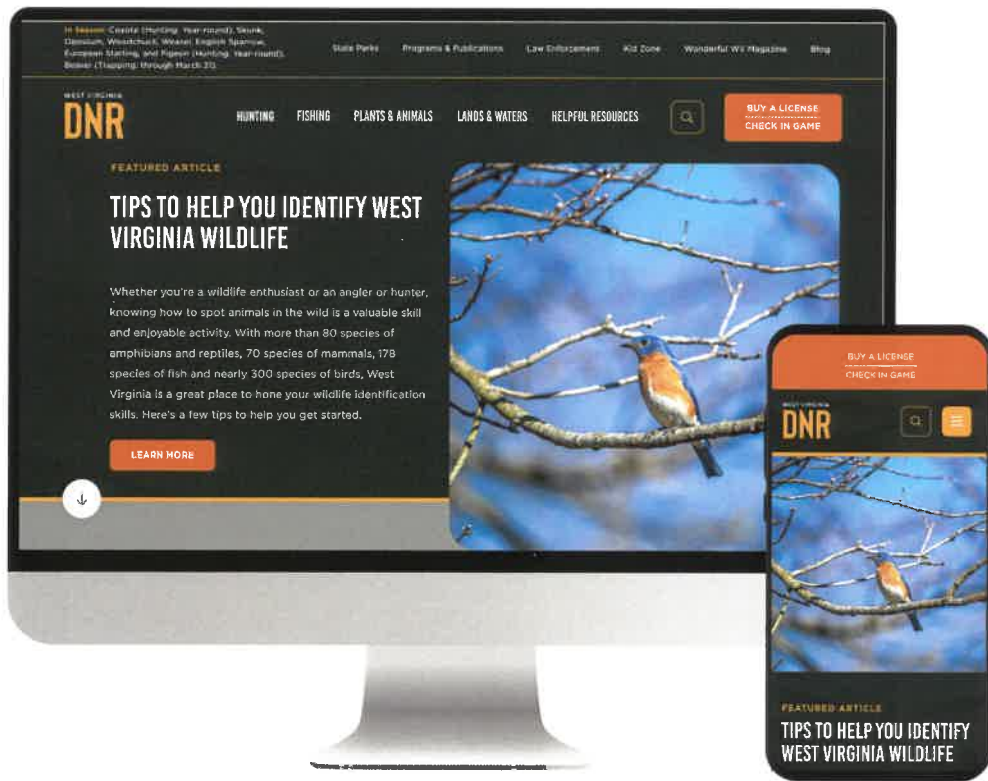 In Season: Coyote (Hunting: Year-round), Skunk,
Opossum, Woodchuck, Weasel, English Sparrow,
European Starling, and Pigeon (Hunting: Year-round),
Beaver (Trapping: through March 31)
State Parks Programs & Publications Law Enforcement Kid Zone Wonderful WV Magazine Blog
WEST VIRGINIA
DNR
HUNTING FISHING PLANTS & ANIMALS LANDS & WATERS HELPFUL RESOURCES
BUY A LICENSE
CHECK IN GAME
FEATURED ARTICLE
TIPS TO HELP YOU IDENTIFY WEST
VIRGINIA WILDLIFE
Whether you're a wildlife enthusiast or an angler or hunter,
knowing how to spot animals in the wild is a valuable skill
and enjoyable activity. With more than 80 species of
amphibians and reptiles, 70 species of mammals, 178
species of fish and nearly 300 species of birds, West
Virginia is a great place to hone your wildlife identification
skills. Here's a few tips to help you get started.
LEARN MORE
BUY A LICENSE
CHECK IN GAME
WEST VIRGINIA
DNR
FEATURED ARTICLE
TIPS TO HELP YOU IDENTIFY
WEST VIRGINIA WILDLIFE